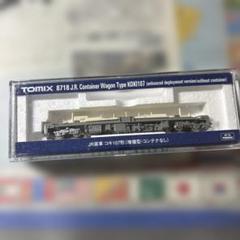 TOMIX 8718 J.R. Container Wagon Type KOKI107 (enhanced deployment version/without container)
JR貨車 コキ107形(増備型・コンテナなし)